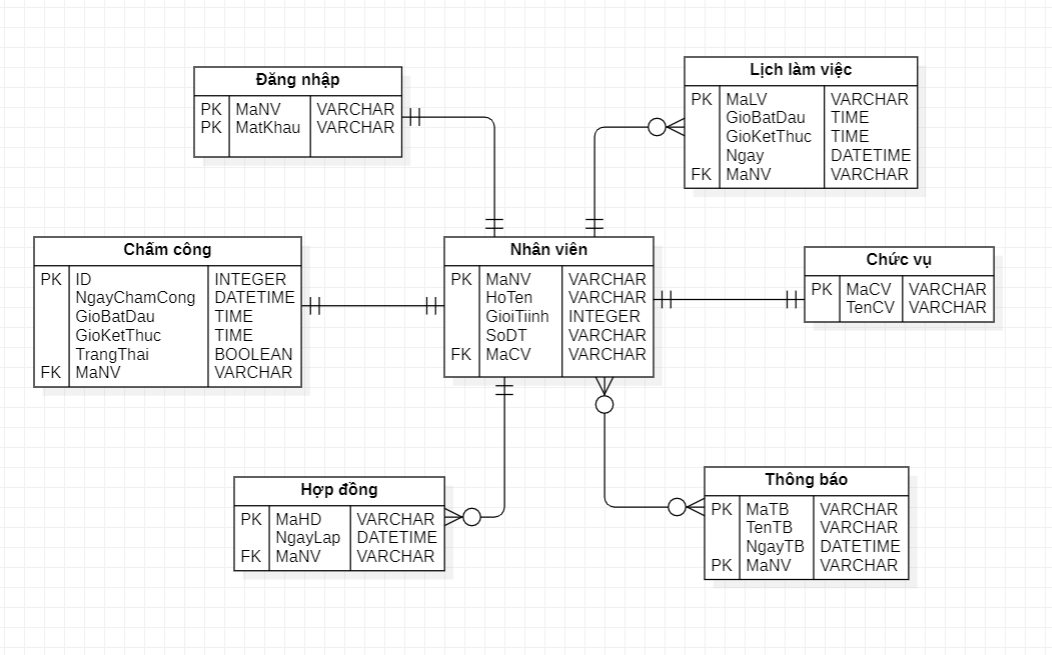 Đăng nhập
PK MaNV VARCHAR
PK MatKhau VARCHAR
Lịch làm việc
PK MaLV VARCHAR
GioBatDau TIME
GioKetThuc TIME
Ngay DATETIME
FK MaNV VARCHAR
Chấm công
PK ID INTEGER
NgayChamCong DATETIME
GioBatDau TIME
GioKetThuc TIME
TrangThai BOOLEAN
FK MaNV VARCHAR
Nhân viên
PK MaNV VARCHAR
HoTen VARCHAR
GioiTiinh INTEGER
SoDT VARCHAR
FK MaCV VARCHAR
Chức vụ
PK MaCV VARCHAR
TenCV VARCHAR
Hợp đồng
PK MaHD VARCHAR
NgayLap DATETIME
FK MaNV VARCHAR
Thông báo
PK MaTB VARCHAR
TenTB VARCHAR
NgayTB DATETIME
PK MaNV VARCHAR